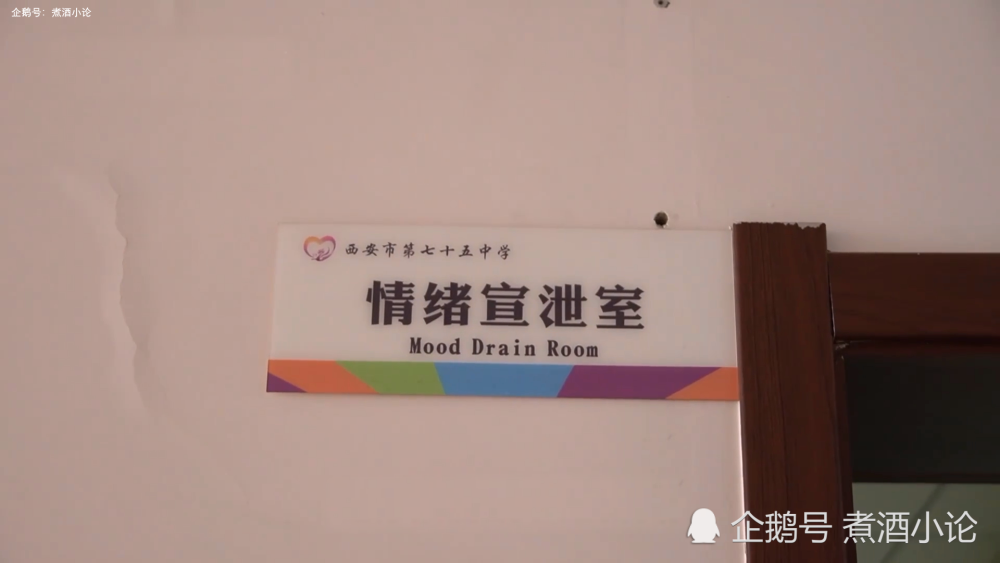 企鹅号：煮酒小论
西安市第七十五中学
情绪宣泄室
Mood Drain Room
企鹅号 煮酒小论